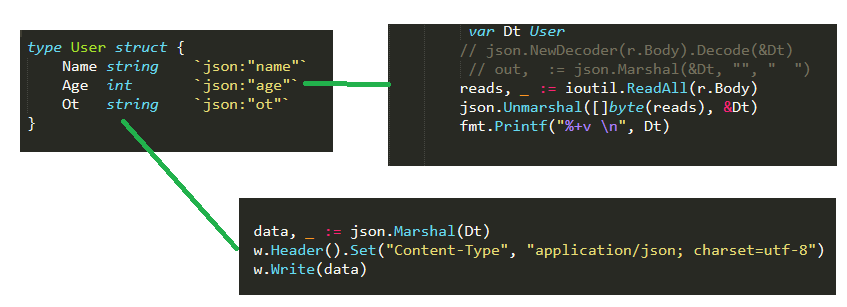 type User struct {
    Name string     `json:"name"`
    Age  int        `json:"age"`
    Ot   string     `json:"ot"`
}
var Dt User
// json.NewDecoder(r.Body).Decode(&Dt)
// out,  := json.Marshal(&Dt, "", "  ")
reads, _ := ioutil.ReadAll(r.Body)
json.Unmarshal([]byte(reads), &Dt)
fmt.Printf("%+v \n", Dt)
data, _ := json.Marshal(Dt)
w.Header().Set("Content-Type", "application/json; charset=utf-8")
w.Write(data)